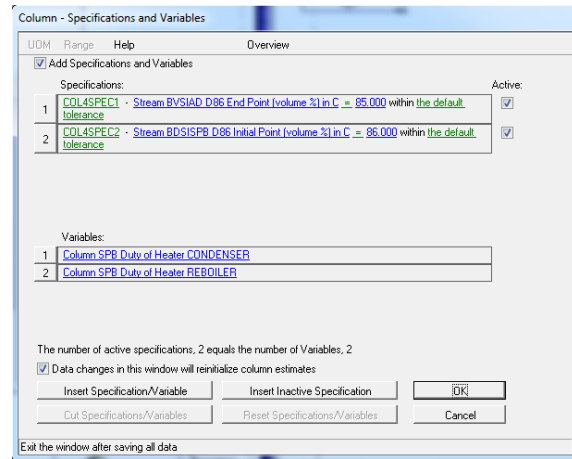 Column - Specifications and Variables
UOM Range Help Overview
Add Specifications and Variables
Specifications: Active:
1 COL4SPEC1 - Stream BVSIAD D86 End Point (volume %) in C = 85.000 within the default
tolerance
2 COL4SPEC2 - Stream BDSISPB D86 Initial Point (volume %) in C = 86.000 within the default
tolerance
Variables:
1 Column SPB Duty of Heater CONDENSER
2 Column SPB Duty of Heater REBOILER
The number of active specifications, 2 equals the number of Variables, 2
Data changes in this window will reinitialize column estimates
Insert Specification/Variable Insert Inactive Specification OK
Cut Specifications/Variables Reset Specifications/Variables Cancel
Exit the window after saving all data